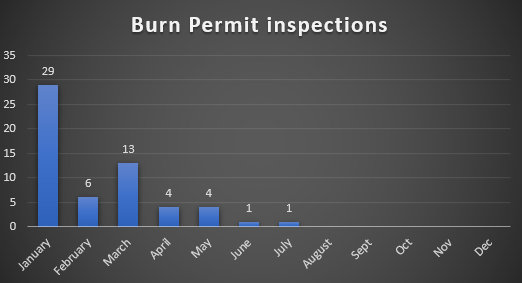 Burn Permit inspections
35
30
25
20
15
10
5
0
29
6
13
4
4
1
1
January
February
March
April
May
June
July
August
Sept
Oct
Nov
Dec